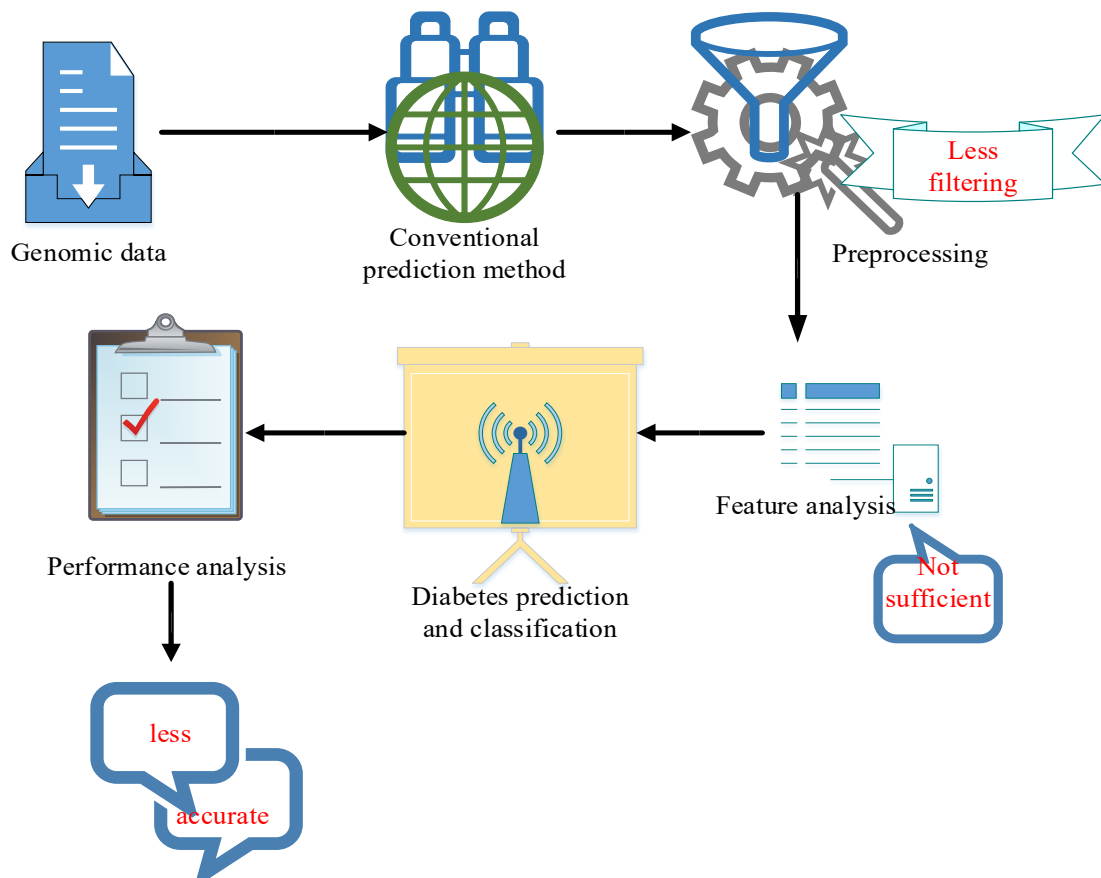 Genomic data
Conventional
prediction method
Less
filtering
Preprocessing
Feature analysis
Not
sufficient
Diabetes prediction
and classification
Performance analysis
less
accurate